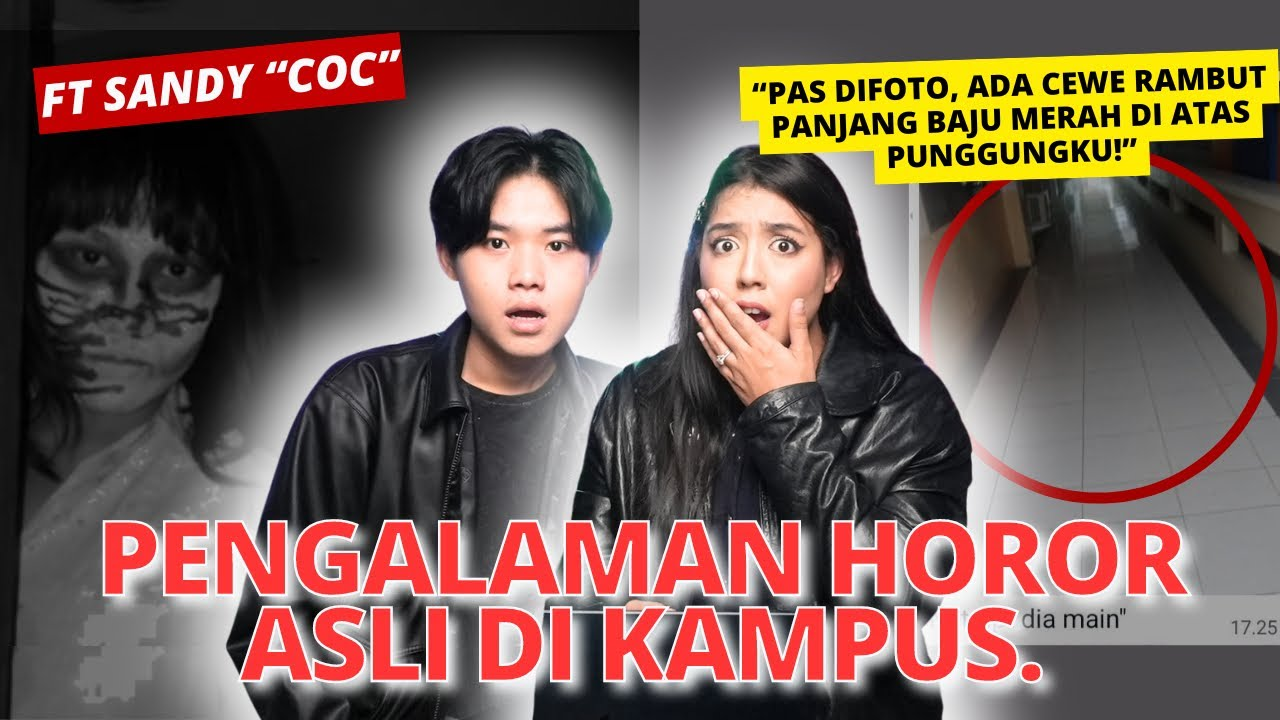 FT SANDY “COC”
“PAS DIFOTO, ADA CEWE RAMBUT
PANJANG BAJU MERAH DI ATAS
PUNGGUNGKU!”
PENGALAMAN HOROR
ASLI DI KAMPUS.
dia main"
17.25